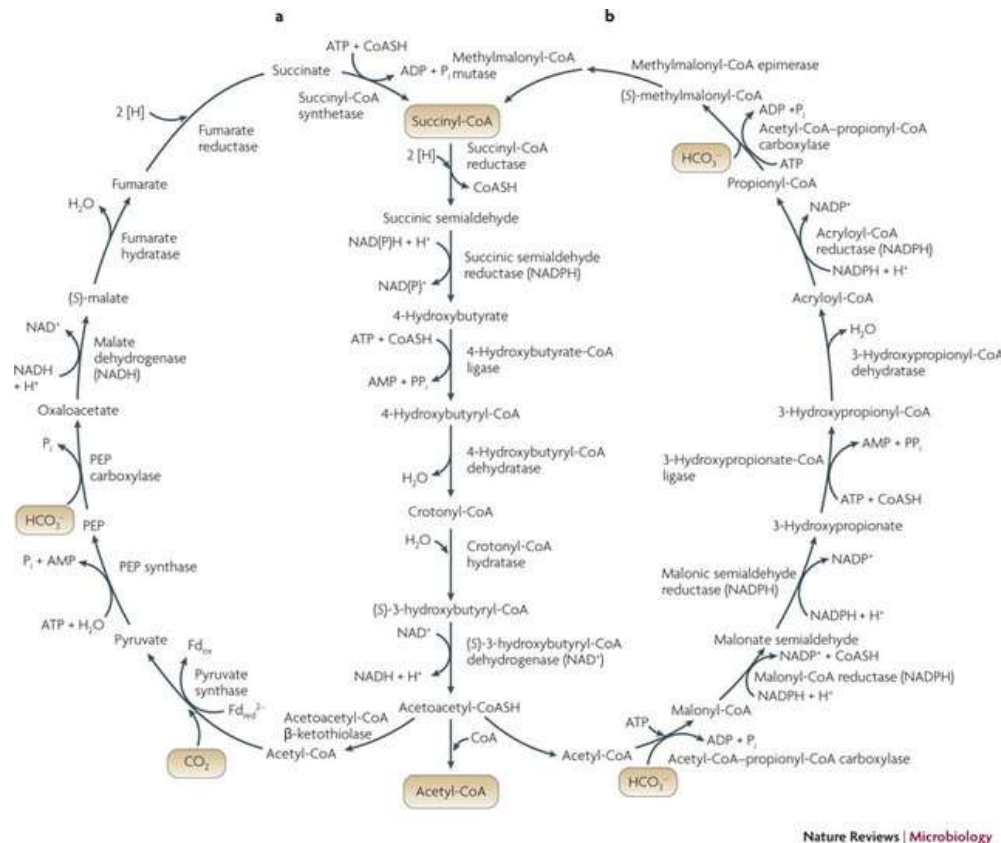 a
b
ATP + CoASH
Succinate
ADP + Pi
Succinyl-CoA
synthetase
2 [H]
Fumarate
reductase
Fumarate
H2O
Fumarate
hydratase
(S)-malate
NAD+
Malate
dehydrogenase
(NADH)
NADH
+ H+
Oxaloacetate
Pi
PEP
carboxylase
HCO3−
PEP
Pi + AMP
PEP synthase
ATP + H2O
Pyruvate
Fdox
Pyruvate
synthase
Fdred2−
CO2
Acetyl-CoA
Acetoacetyl-CoA
β-ketothiolase
Methylmalonyl-CoA
mutase
Succinyl-CoA
2 [H]
Succinyl-CoA
reductase
CoASH
Succinic semialdehyde
NAD(P)H + H+
Succinic semialdehyde
reductase (NADPH)
NAD(P)+
4-Hydroxybutyrate
ATP + CoASH
4-Hydroxybutyrate-CoA
ligase
AMP + PPi
4-Hydroxybutyryl-CoA
4-Hydroxybutyryl-CoA
dehydratase
H2O
Crotonyl-CoA
H2O
Crotonyl-CoA
hydratase
(S)-3-hydroxybutyryl-CoA
NAD+
(S)-3-hydroxybutyryl-CoA
dehydrogenase (NAD+)
NADH + H+
Acetoacetyl-CoASH
CoA
Acetyl-CoA
Methylmalonyl-CoA epimerase
(S)-methylmalonyl-CoA
ADP +Pi
Acetyl-CoA–propionyl-CoA
carboxylase
HCO3−
ATP
Propionyl-CoA
NADP+
Acryloyl-CoA
reductase (NADPH)
NADPH + H+
Acryloyl-CoA
H2O
3-Hydroxypropionyl-CoA
dehydratase
3-Hydroxypropionyl-CoA
AMP + PPi
3-Hydroxypropionate-CoA
ligase
ATP + CoASH
3-Hydroxypropionate
NADP+
Malonic semialdehyde
reductase (NADPH)
NADPH + H+
Malonate semialdehyde
NADP+ + CoASH
Malonyl-CoA reductase (NADPH)
NADPH + H+
Malonyl-CoA
ATP
ADP + Pi
Acetyl-CoA
Acetyl-CoA–propionyl-CoA carboxylase
HCO3−
Nature Reviews | Microbiology